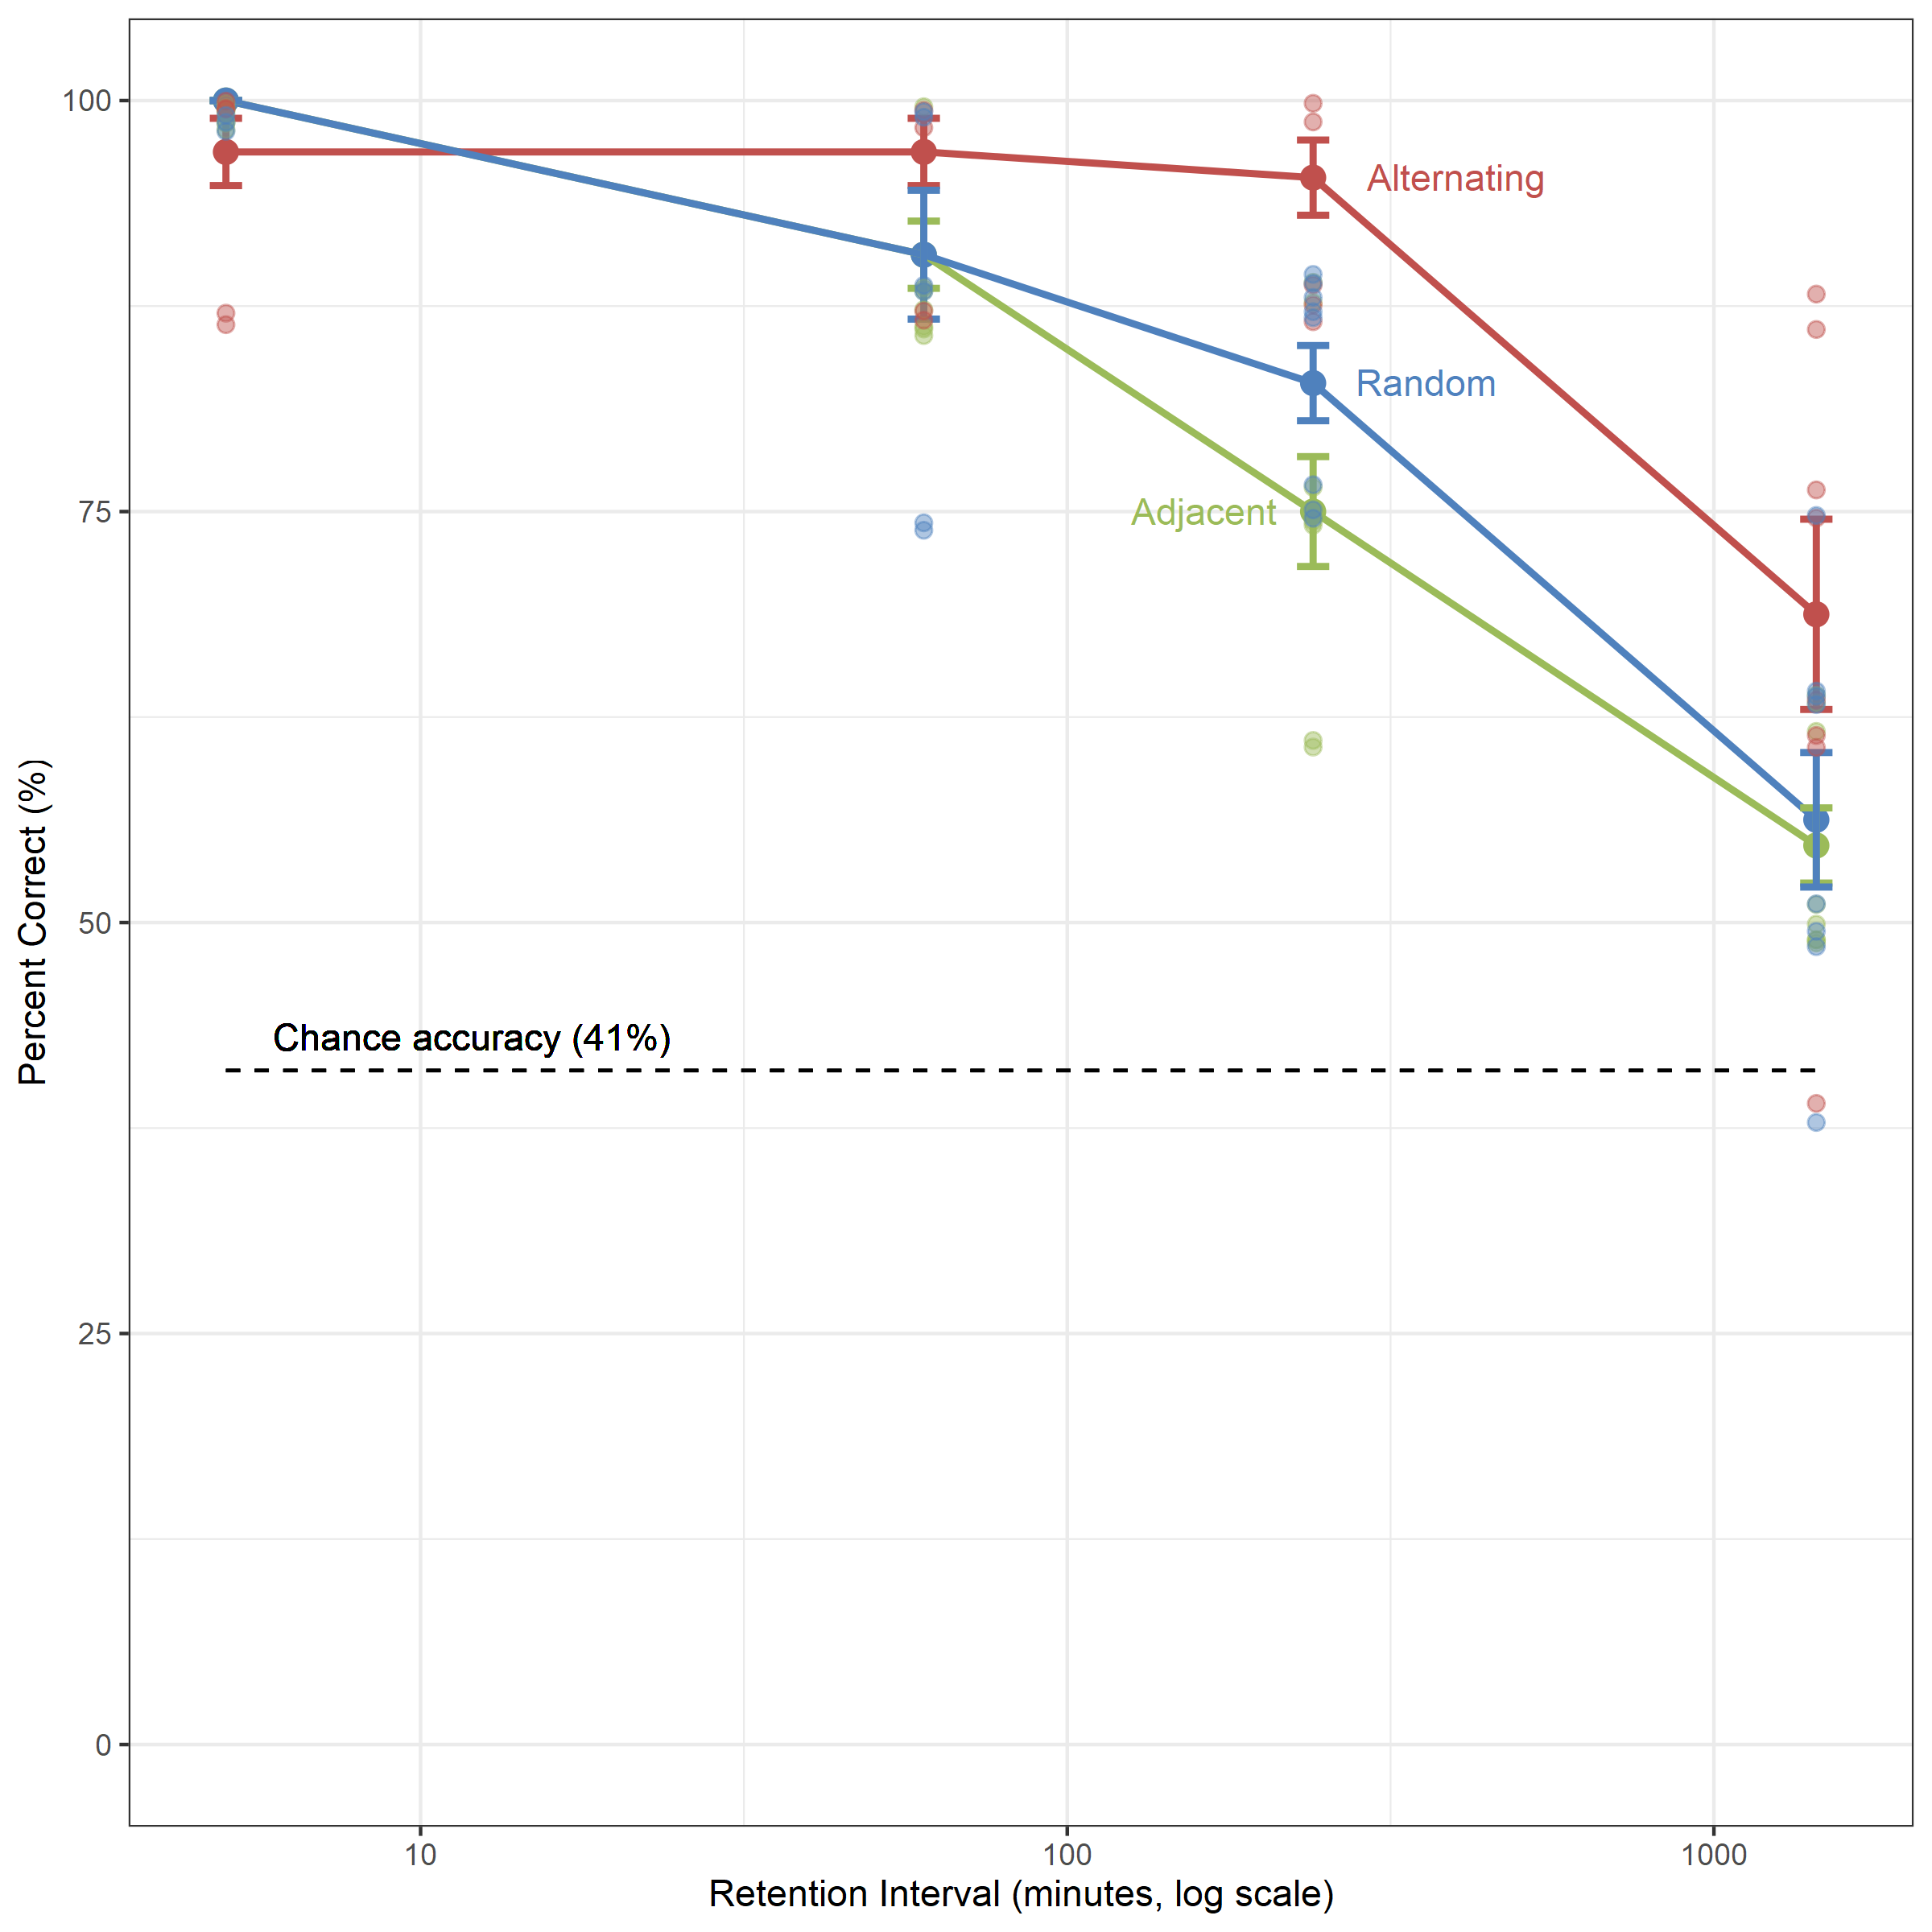 100
Alternating
Random
75
Adjacent
50
Chance accuracy (41%)
25
0
Percent Correct (%)
10
100
1000
Retention Interval (minutes, log scale)